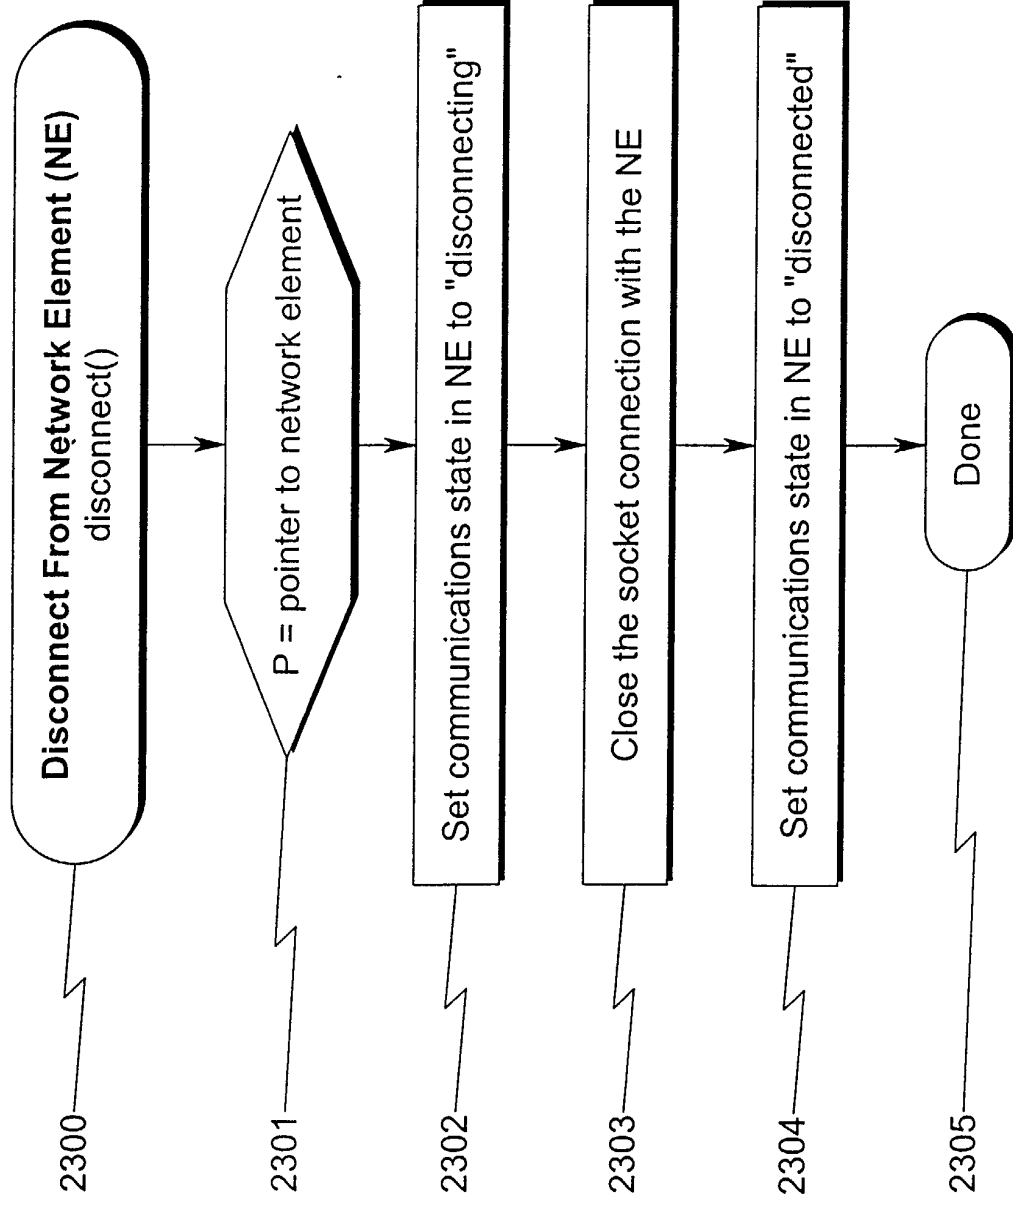 2300
Disconnect From Network Element (NE)
disconnect()
2301
P = pointer to network element
2302
Set communications state in NE to "disconnecting"
2303
Close the socket connection with the NE
2304
Set communications state in NE to "disconnected"
2305
Done